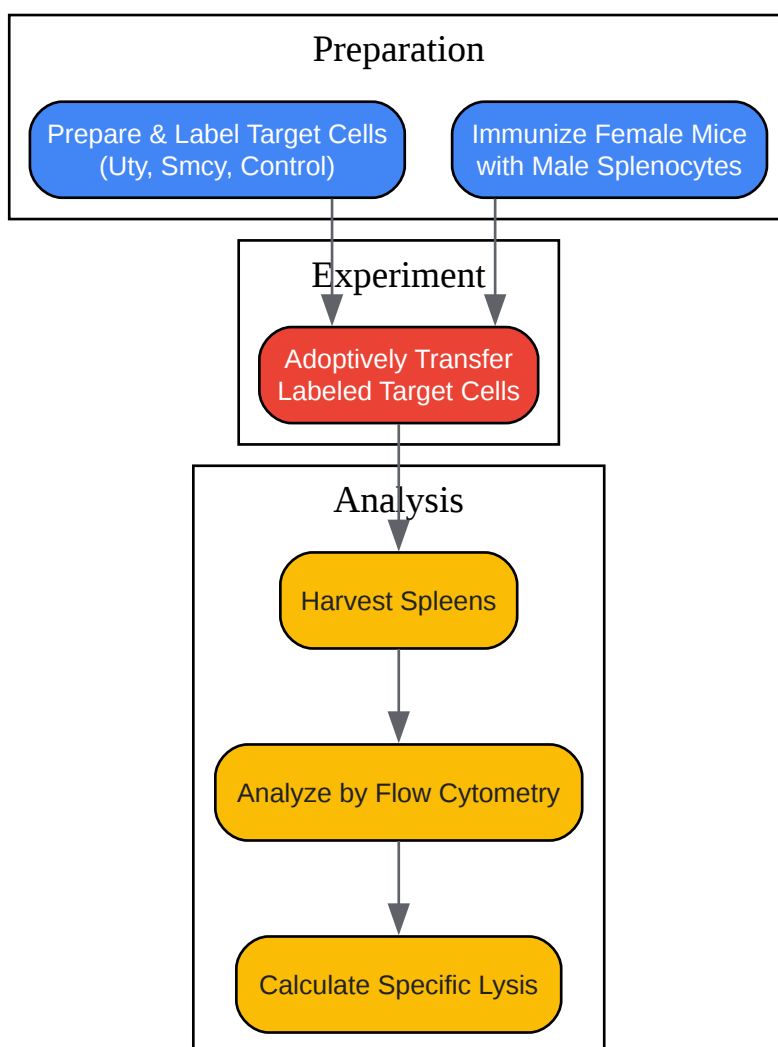 Preparation
Prepare & Label Target Cells
(Uty, Smcy, Control)
Immunize Female Mice
with Male Splenocytes
Experiment
Adoptively Transfer
Labeled Target Cells
Analysis
Harvest Spleens
Analyze by Flow Cytometry
Calculate Specific Lysis